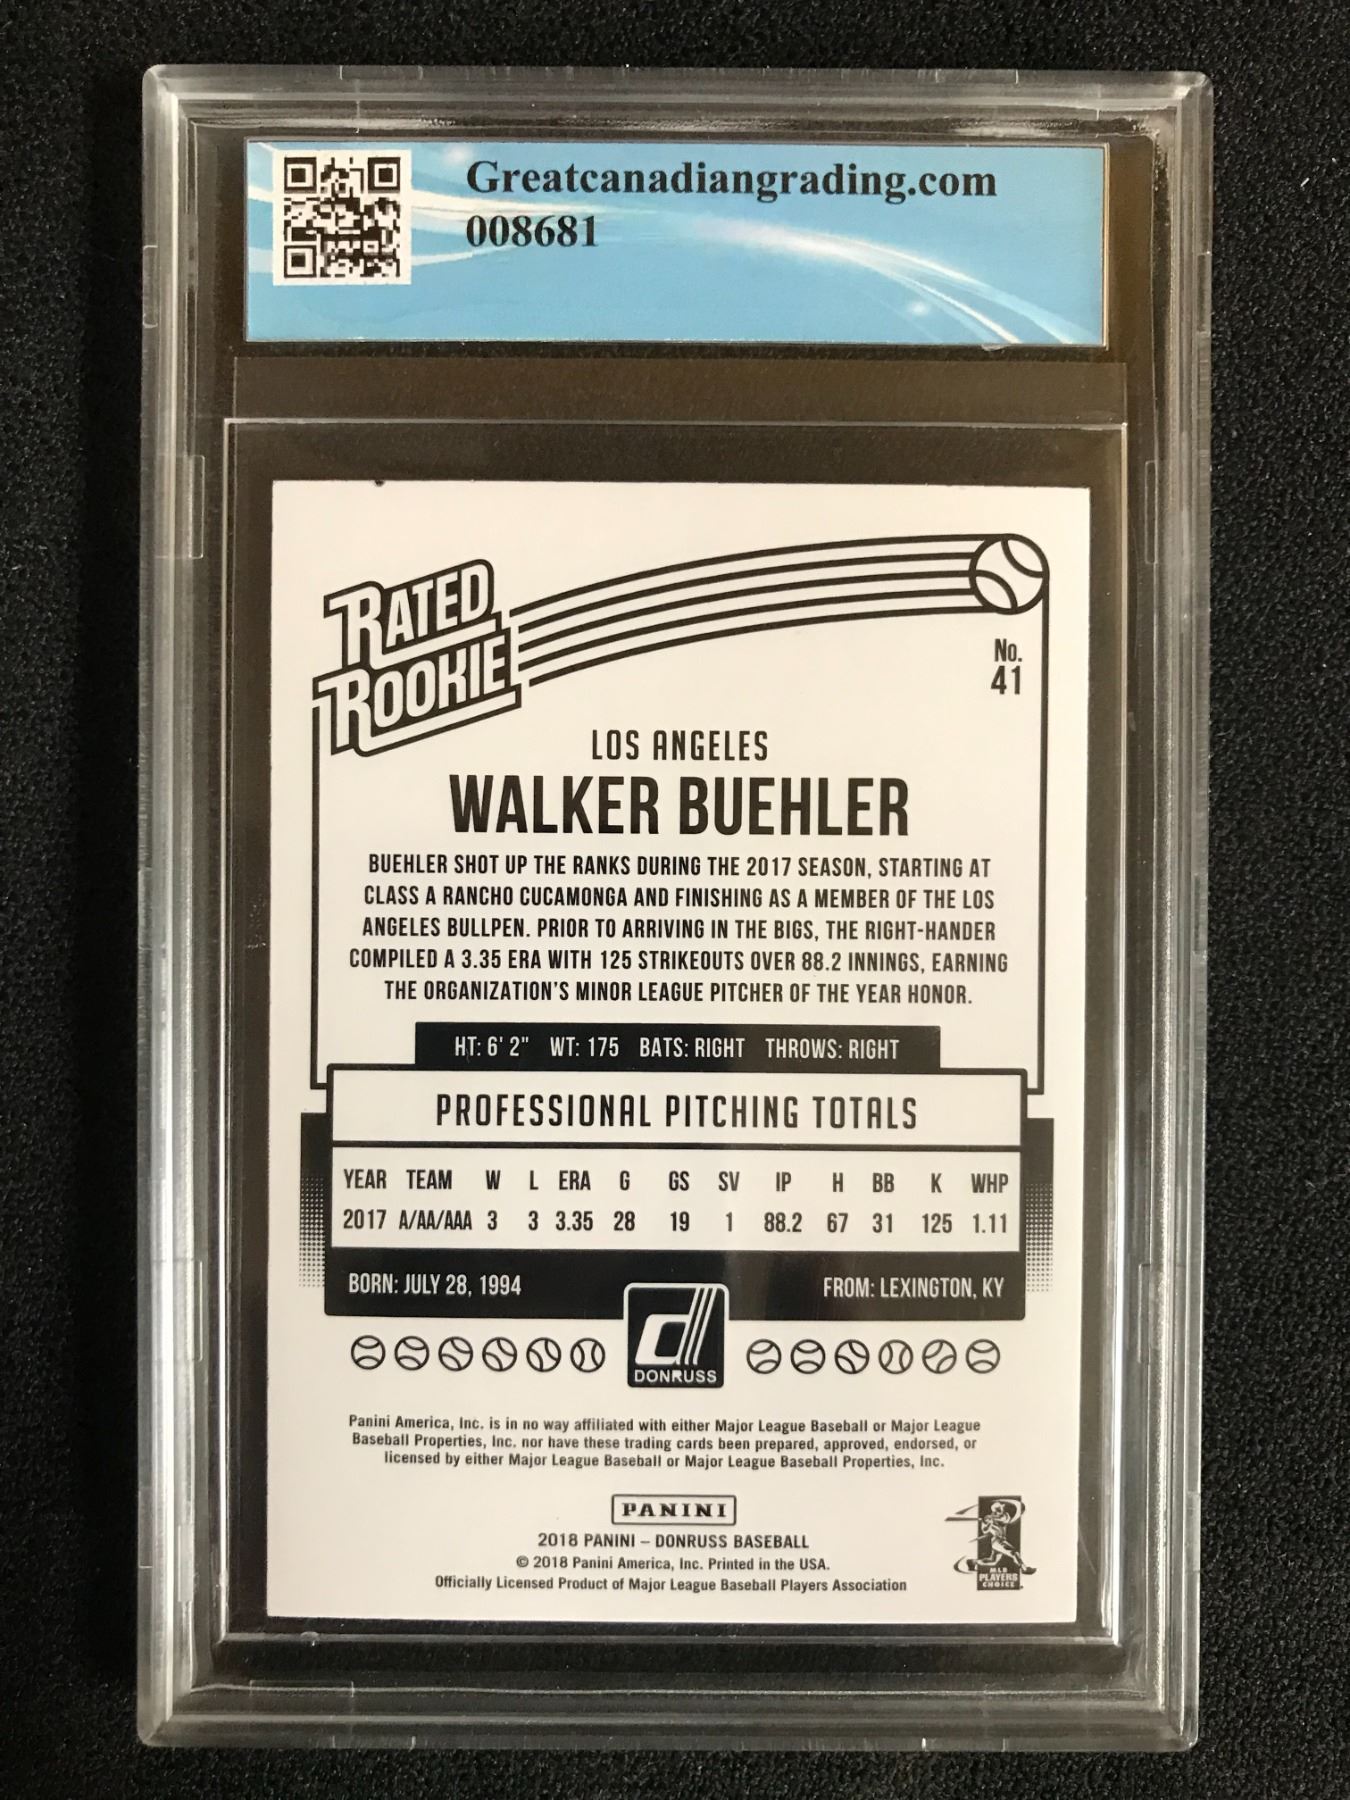 Greatcanadiangrading.com
008681
RATED
ROOKIE
No.
41
LOS ANGELES
WALKER BUEHLER
BUEHLER SHOT UP THE RANKS DURING THE 2017 SEASON, STARTING AT
CLASS A RANCHO CUCAMONGA AND FINISHING AS A MEMBER OF THE LOS
ANGELES BULLPEN. PRIOR TO ARRIVING IN THE BIGS, THE RIGHT-HANDER
COMPILED A 3.35 ERA WITH 125 STRIKEOUTS OVER 88.2 INNINGS, EARNING
THE ORGANIZATION'S MINOR LEAGUE PITCHER OF THE YEAR HONOR.
HT: 6' 2" WT: 175 BATS: RIGHT THROWS: RIGHT
PROFESSIONAL PITCHING TOTALS
YEAR TEAM W L ERA G GS SV IP H BB K WHP
2017 A/AA/AAA 3 3 3.35 28 19 1 88.2 67 31 125 1.11
BORN: JULY 28, 1994 FROM: LEXINGTON, KY
d
DONRUSS
Panini America, Inc. is in no way affiliated with either Major League Baseball or Major League
Baseball Properties, Inc. nor have these trading cards been prepared, approved, endorsed, or
licensed by either Major League Baseball or Major League Baseball Properties, Inc.
PANINI
2018 PANINI – DONRUSS BASEBALL
© 2018 Panini America, Inc. Printed in the USA.
Officially Licensed Product of Major League Baseball Players Association
MLB
PLAYERS
CHOICE